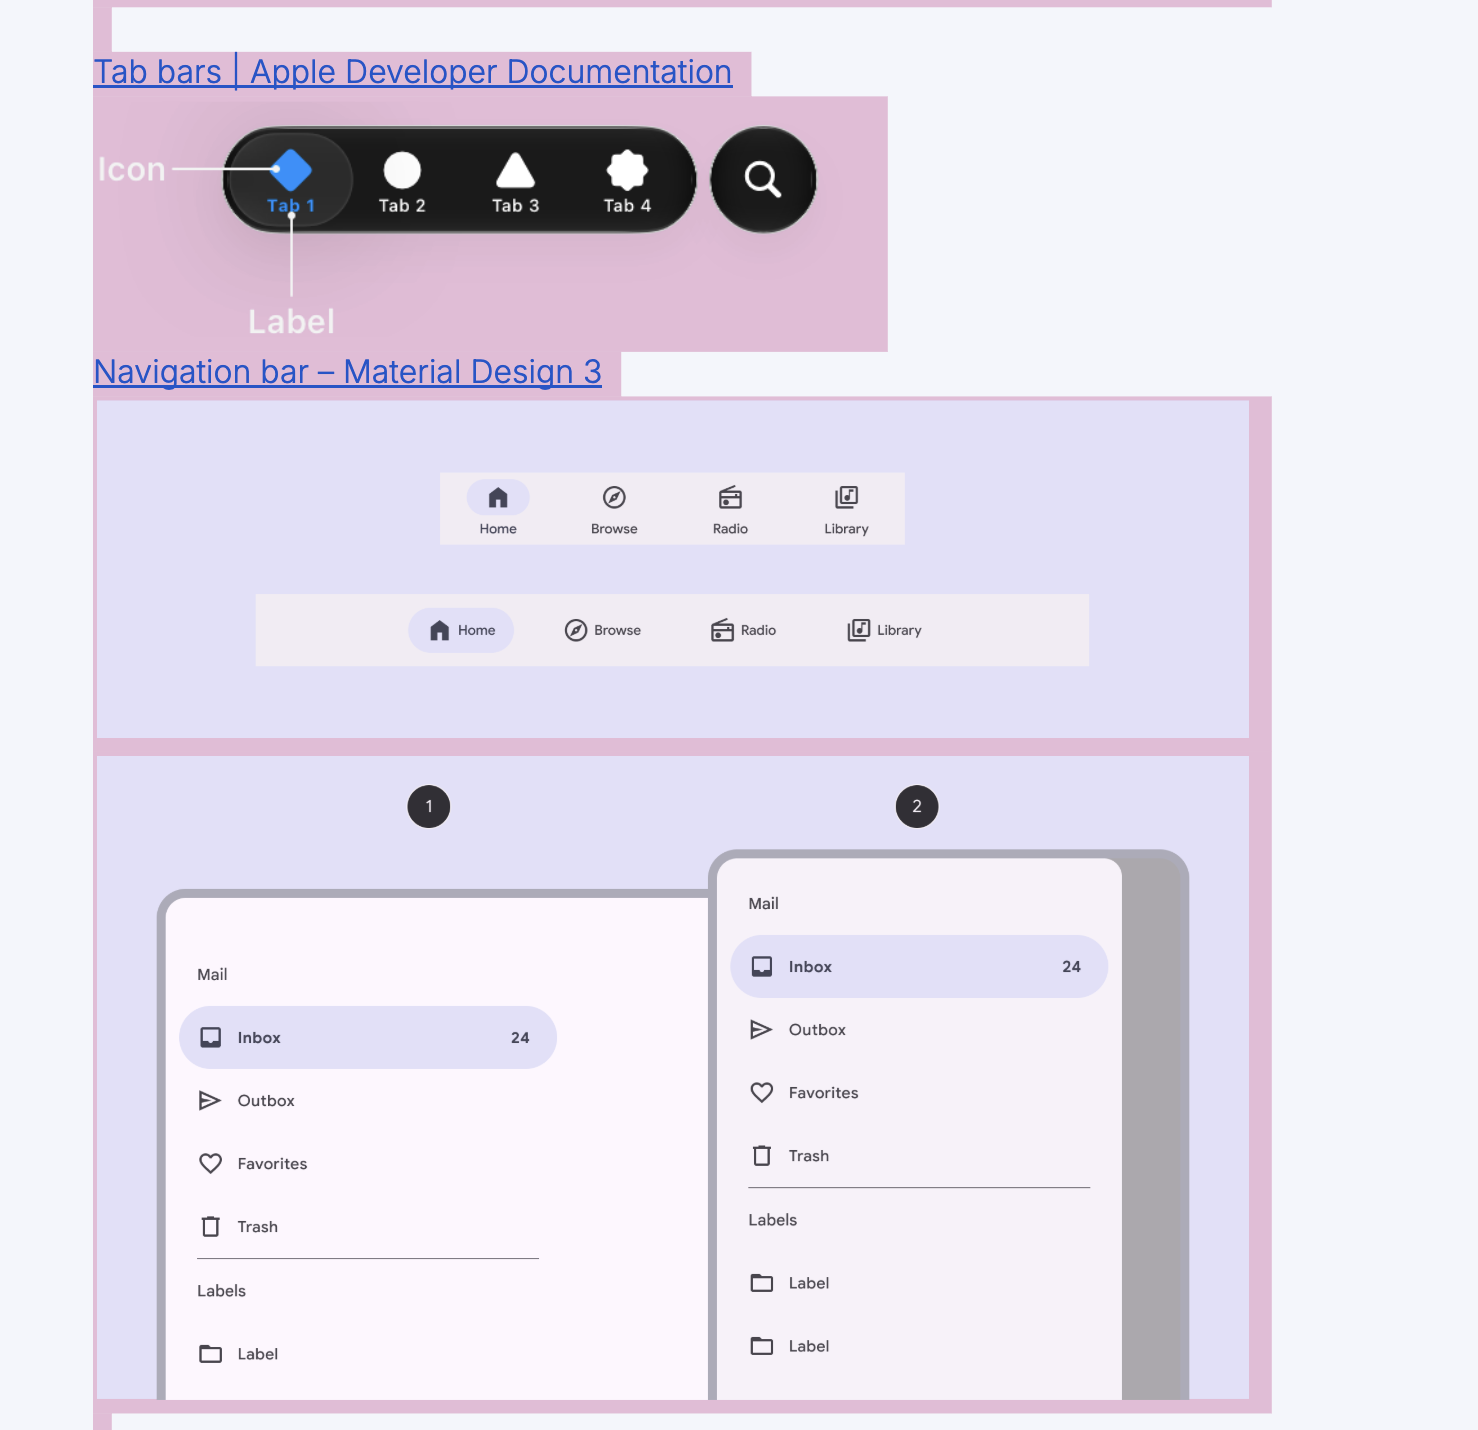 Tab bars | Apple Developer Documentation
Icon
Tab 1
Tab 2
Tab 3
Tab 4
Label
Navigation bar – Material Design 3
Home
Browse
Radio
Library
Home
Browse
Radio
Library
1
2
Mail
Inbox 24
Outbox
Favorites
Trash
Labels
Label
Mail
Inbox 24
Outbox
Favorites
Trash
Labels
Label
Label